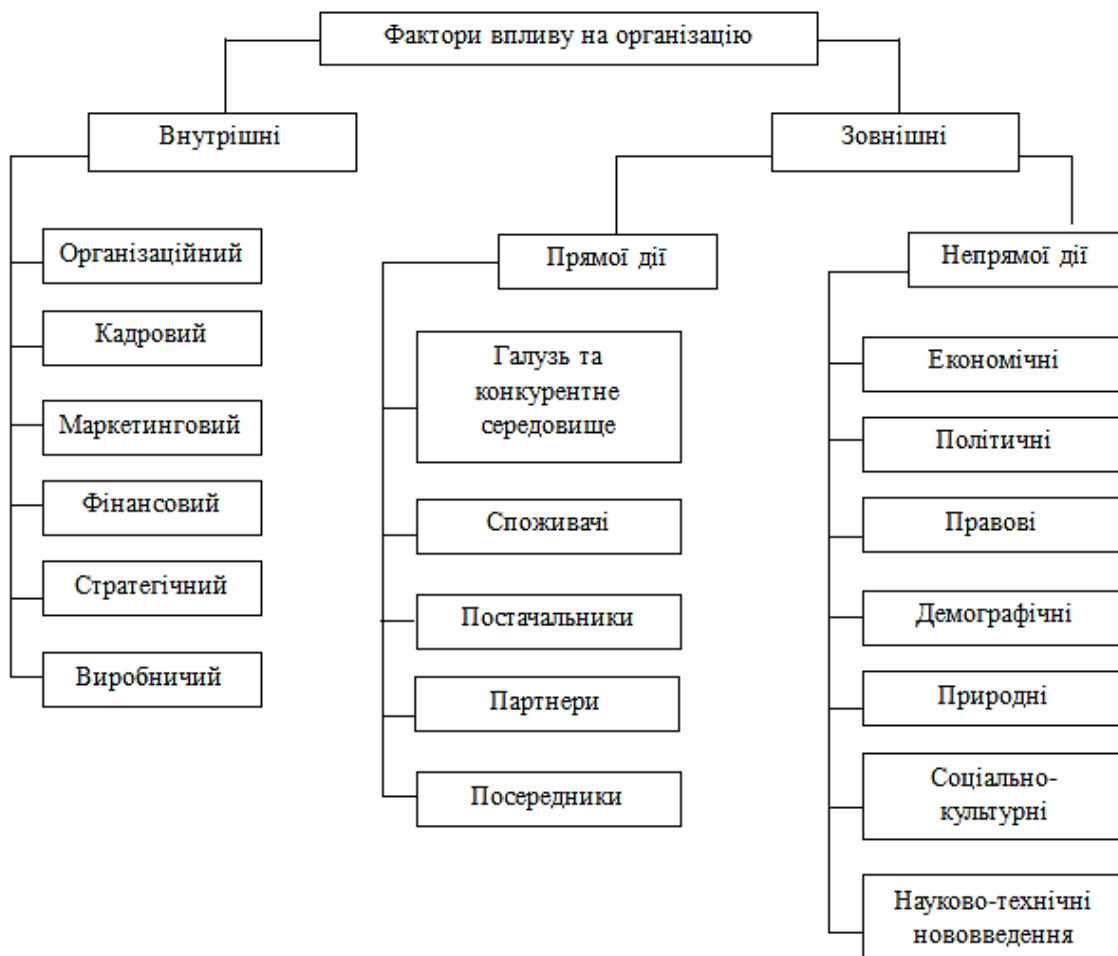 Фактори впливу на організацію
Внутрішні
Зовнішні
Організаційний
Кадровий
Маркетинговий
Фінансовий
Стратегічний
Виробничий
Прямої дії
Галузь та
конкурентне
середовище
Споживачі
Постачальники
Партнери
Посередники
Непрямої дії
Економічні
Політичні
Правові
Демографічні
Природні
Соціально-
культурні
Науково-технічні
нововведення